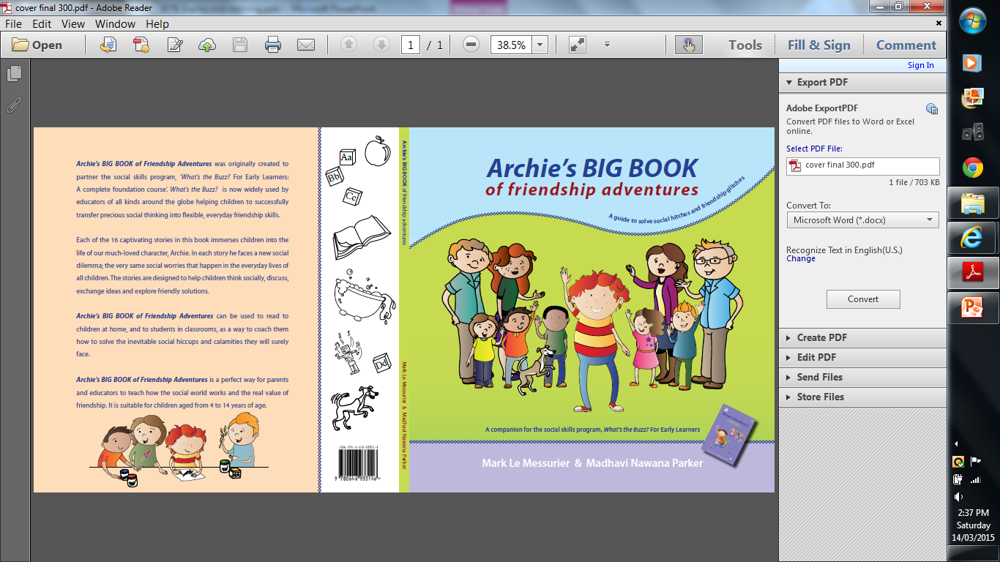 cover final 300.pdf - Adobe Reader
File Edit View Window Help
Open
1 / 1
38.5%
Tools
Fill & Sign
Comment
Sign In
Export PDF
Adobe ExportPDF
Convert PDF files to Word or Excel
online.
Select PDF File:
cover final 300.pdf
1 file / 703 KB
Convert To:
Microsoft Word (*.docx)
Recognize Text in English(U.S.)
Change
Convert
Create PDF
Edit PDF
Send Files
Store Files
Archie's BIG BOOK of Friendship Adventures was originally created to
partner the social skills program, 'What's the Buzz? For Early Learners:
A complete foundation course'. What's the Buzz? is now widely used by
educators of all kinds around the globe helping children to successfully
transfer precious social thinking into flexible, everyday friendship skills.
Each of the 16 captivating stories in this book immerses children into the
life of our much-loved character, Archie. In each story he faces a new social
dilemma; the very same social worries that happen in the everyday lives of
all children. The stories are designed to help children think socially, discuss,
exchange ideas and explore friendly solutions.
Archie's BIG BOOK of Friendship Adventures can be used to read to
children at home, and to students in classrooms, as a way to coach them
how to solve the inevitable social hiccups and calamities they will surely
face.
Archie's BIG BOOK of Friendship Adventures is a perfect way for parents
and educators to teach how the social world works and the real value of
friendship. It is suitable for children aged from 4 to 14 years of age.
Aa
Bb
Cc
Dd
Archie's BIG BOOK of friendship adventures
Mark Le Messurier & Madhavi Nawana Parker
Archie's BIG BOOK
of friendship adventures
A guide to solve social hitches and friendship glitches
A companion for the social skills program, What's the Buzz? For Early Learners
What's the Buzz?
Mark Le Messurier & Madhavi Nawana Parker
2:37 PM
Saturday
14/03/2015